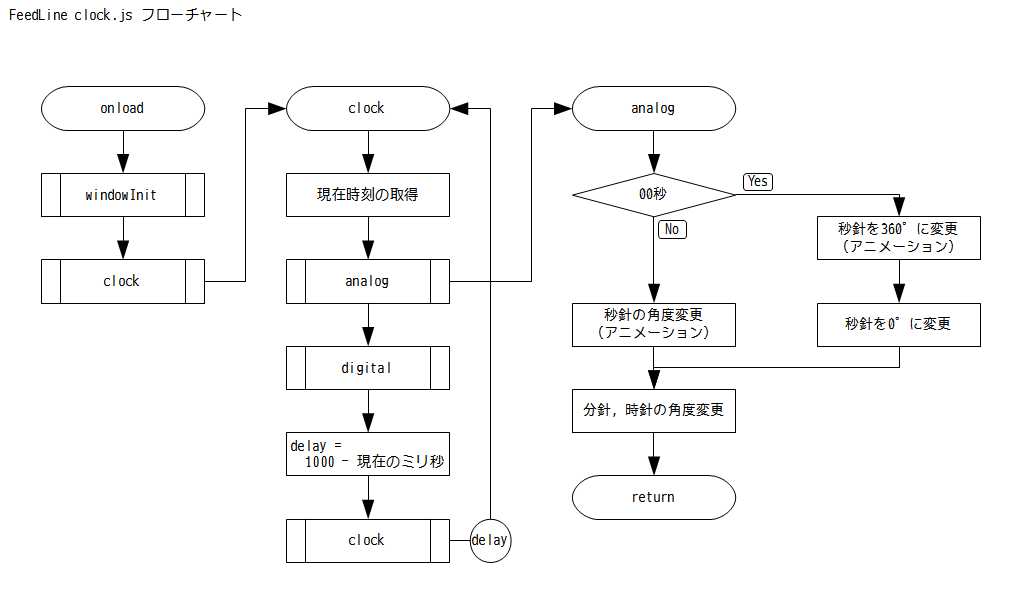 FeedLine clock.js フローチャート
onload
windowInit
clock
clock
現在時刻の取得
analog
digital
delay =
1000 - 現在のミリ秒
clock
delay
analog
00秒
Yes
No
秒針を360°に変更
(アニメーション)
秒針を0°に変更
秒針の角度変更
(アニメーション)
分針, 時針の角度変更
return